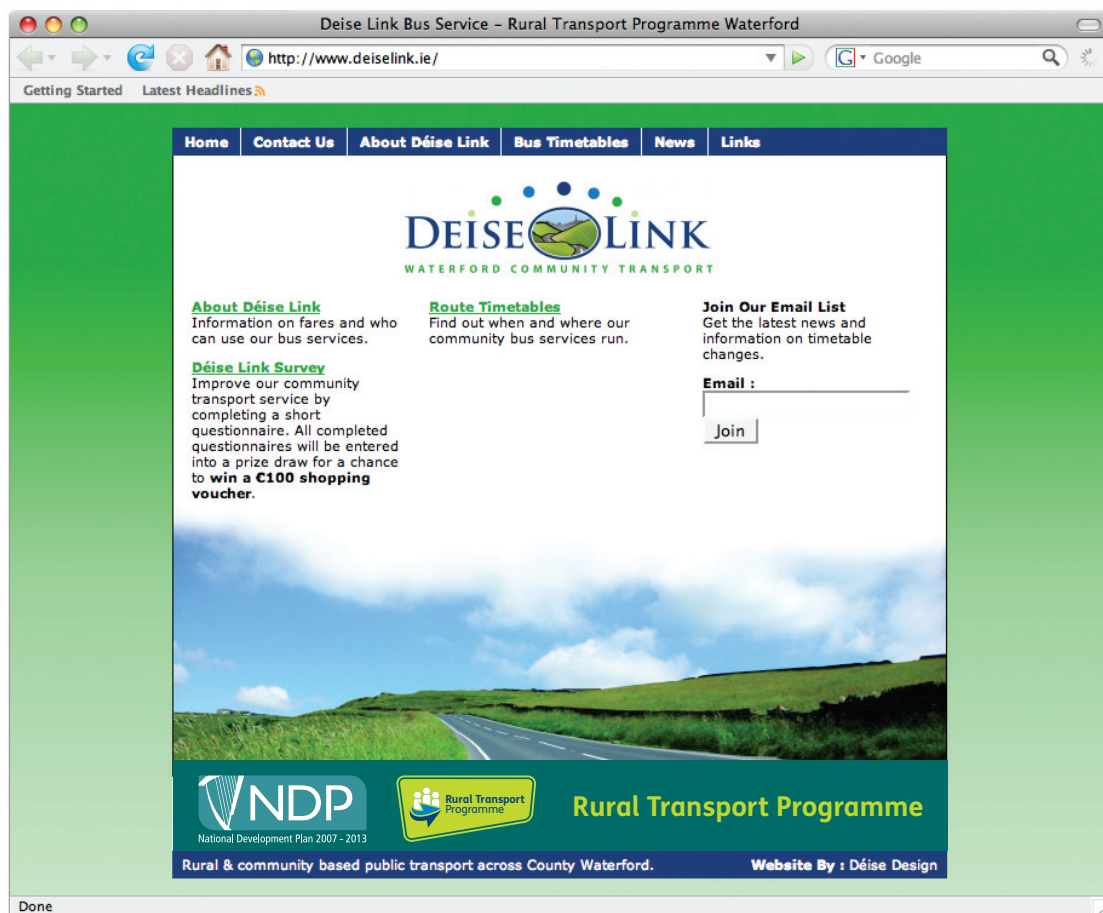 Deise Link Bus Service – Rural Transport Programme Waterford
http://www.deiselink.ie/
G Google
Getting Started Latest Headlines
Home Contact Us About Déise Link Bus Timetables News Links
DEISE LINK
WATERFORD COMMUNITY TRANSPORT
About Déise Link
Information on fares and who
can use our bus services.
Déise Link Survey
Improve our community
transport service by
completing a short
questionnaire. All completed
questionnaires will be entered
into a prize draw for a chance
to win a €100 shopping
voucher.
Route Timetables
Find out when and where our
community bus services run.
Join Our Email List
Get the latest news and
information on timetable
changes.
Email :
Join
NDP
National Development Plan 2007 - 2013
Rural Transport
Programme
Rural Transport Programme
Rural & community based public transport across County Waterford.
Website By : Déise Design
Done